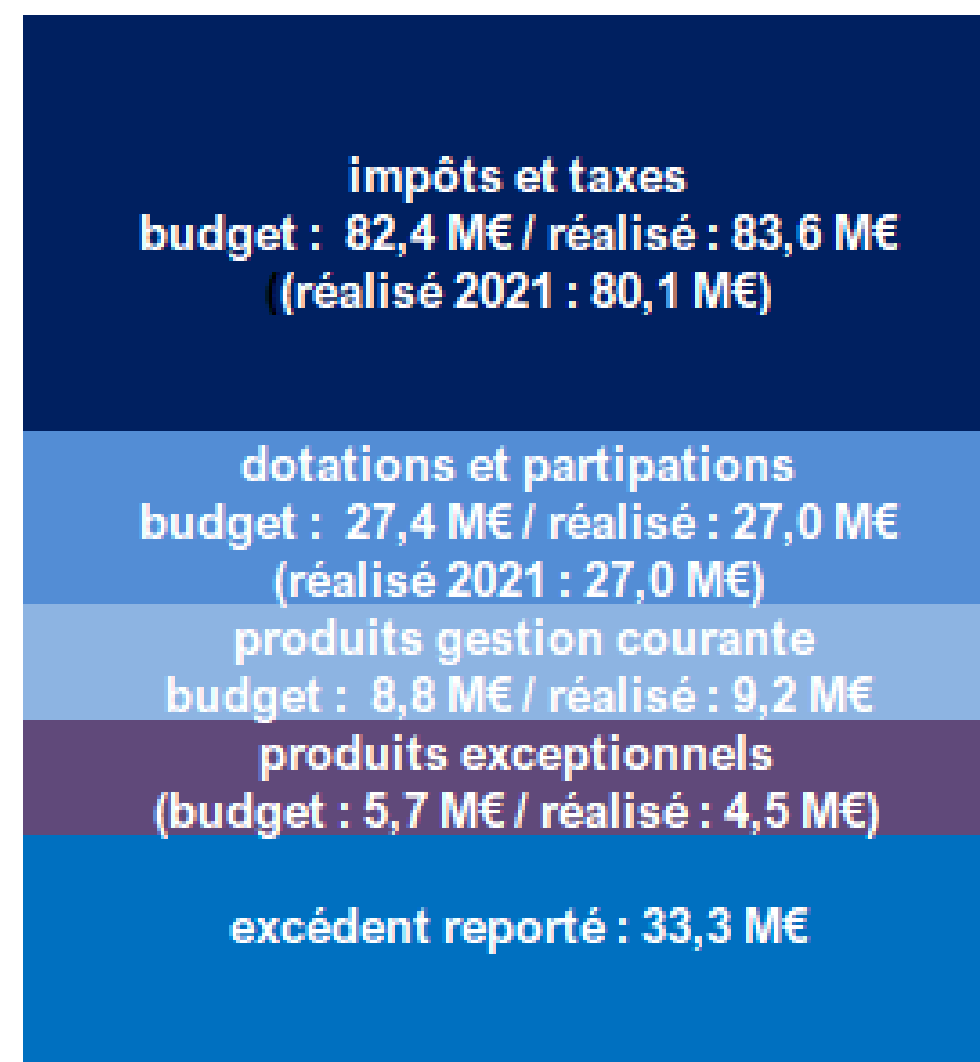 impôts et taxes
budget :  82,4 M€ / réalisé : 83,6 M€
((réalisé 2021 : 80,1 M€)
dotations et partipations
budget :  27,4 M€ / réalisé : 27,0 M€
(réalisé 2021 : 27,0 M€)
produits gestion courante
budget :  8,8 M€ / réalisé : 9,2 M€
produits exceptionnels
(budget : 5,7 M€ / réalisé : 4,5 M€)
excédent reporté : 33,3 M€